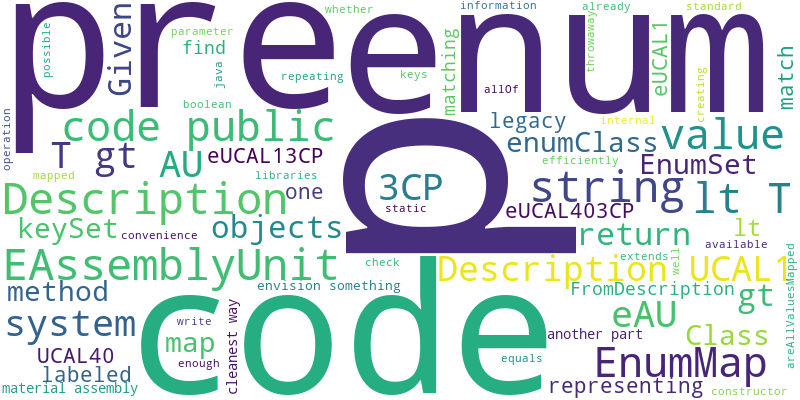 pre
enum
whether
information
already
standard
possible
Given
parameter
find
java
repeating
keys
boolean
matching
allOf
throwaway
eUCAL1
creating
match
operation
code public
T gt
AU
eUCAL13CP
mapped
libraries
one
p
3CP
static
legacy
internal
enumClass
value
efficiently
EnumSet
string
lt T
Description
keySet
convenience
objects
eUCAL403CP
return
lt
available
extends
well
areAllValuesMapped
EAssemblyUnit
check
Description UCAL1
method
envision something
FromDescription
gt
system
code
write
cleanest way
map
enough
eAU
another part
Class
UCAL40
labeled
equals
EnumMap
material assembly
representing
constructor